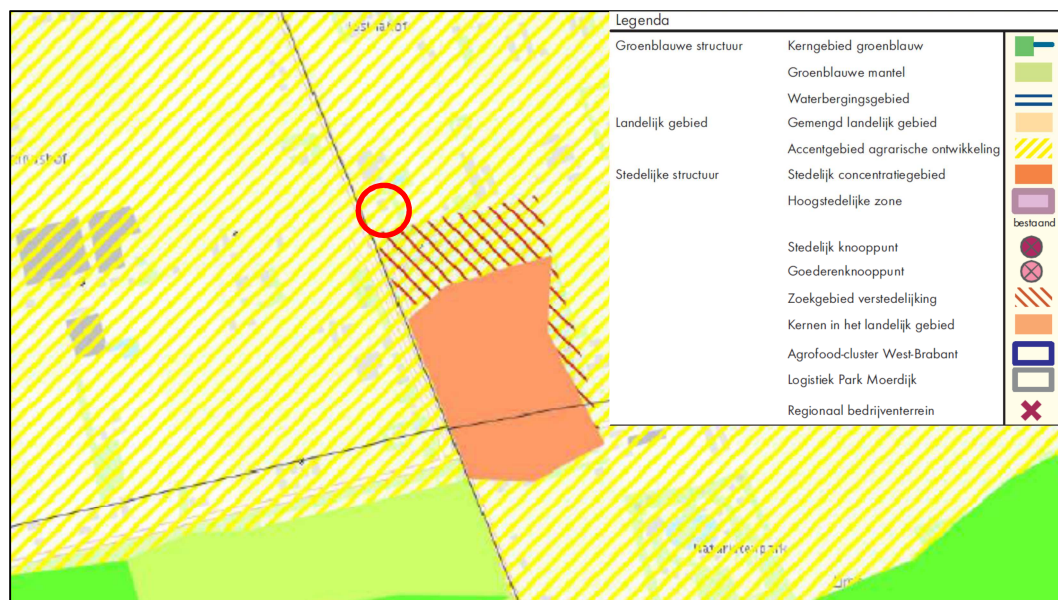 Legenda
Groenblauwe structuur Kerngebied groenblauw
Groenblauwe mantel
Waterbergingsgebied
Landelijk gebied Gemengd landelijk gebied
Accentgebied agrarische ontwikkeling
Stedelijke structuur Stedelijk concentratiegebied
Hoogstedelijke zone
bestaand
Stedelijk knooppunt
Goederenknooppunt
Zoekgebied verstedelijking
Kernen in het landelijk gebied
Agrofood-cluster West-Brabant
Logistiek Park Moerdijk
Regionaal bedrijventerrein